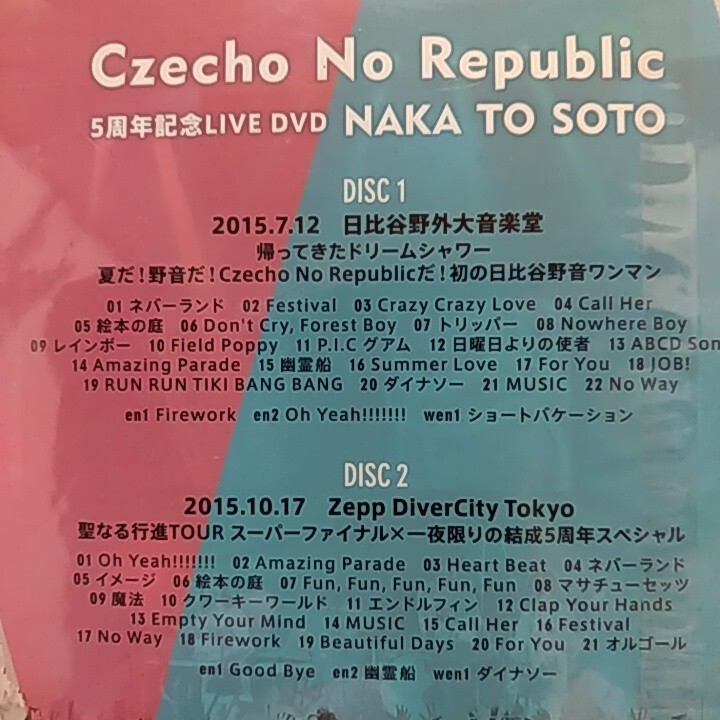 Czecho No Republic
5周年記念LIVE DVD NAKA TO SOTO
DISC 1
2015.7.12 日比谷野外大音楽堂
帰ってきたドリームシャワー
夏だ!野音だ!Czecho No Republicだ!初の日比谷野音ワンマン
01 ネバーランド 02 Festival 03 Crazy Crazy Love 04 Call Her
05 絵本の庭 06 Don't Cry, Forest Boy 07 トリッパー 08 Nowhere Boy
09 レインボー 10 Field Poppy 11 P.I.C グアム 12 日曜日よりの使者 13 ABCD Son
14 Amazing Parade 15 幽霊船 16 Summer Love 17 For You 18 JOB!
19 RUN RUN TIKI BANG BANG 20 ダイナソー 21 MUSIC 22 No Way
en1 Firework en2 Oh Yeah!!!!!!! wen1 ショートバケーション
DISC 2
2015.10.17 Zepp DiverCity Tokyo
聖なる行進TOUR スーパーファイナル×一夜限りの結成5周年スペシャル
01 Oh Yeah!!!!!!! 02 Amazing Parade 03 Heart Beat 04 ネバーランド
05 イメージ 06 絵本の庭 07 Fun, Fun, Fun, Fun, Fun 08 マサチューセッツ
09 魔法 10 クワーキーワールド 11 エンドルフィン 12 Clap Your Hands
13 Empty Your Mind 14 MUSIC 15 Call Her 16 Festival
17 No Way 18 Firework 19 Beautiful Days 20 For You 21 オルゴール
en1 Good Bye en2 幽霊船 wen1 ダイナソー